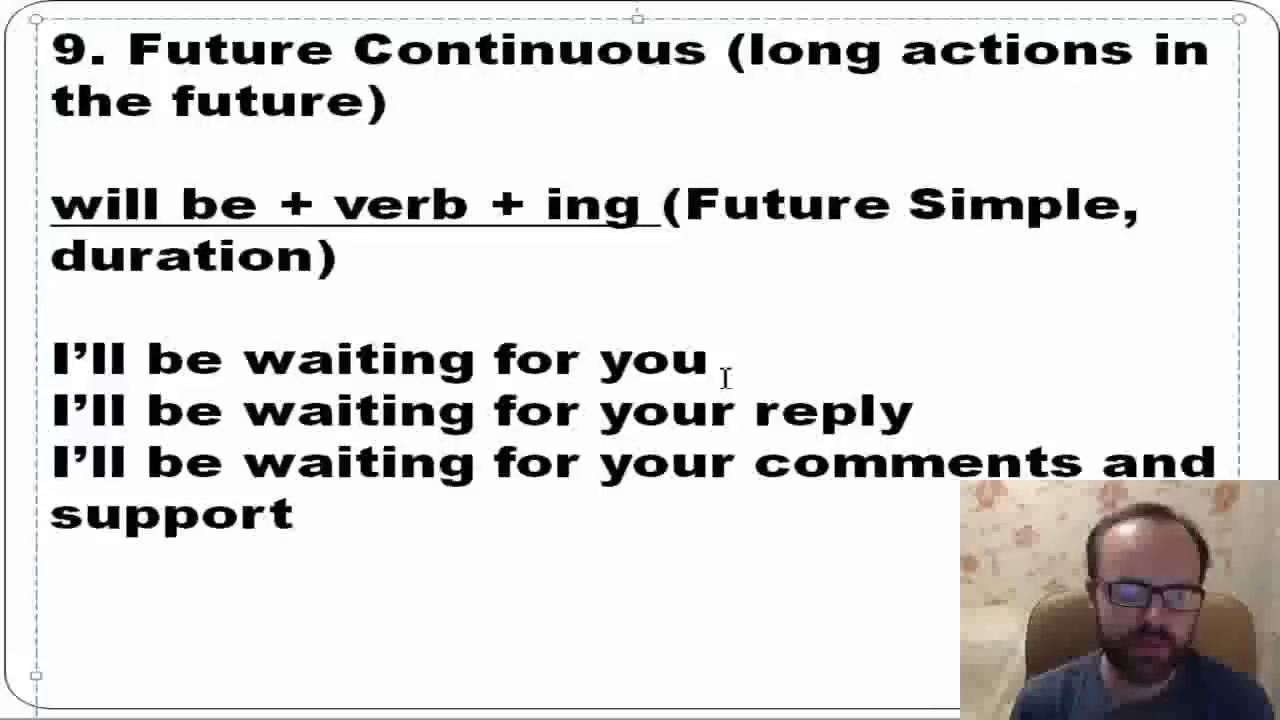 9. Future Continuous (long actions in
the future)
will be + verb + ing (Future Simple,
duration)
I’ll be waiting for you
I’ll be waiting for your reply
I’ll be waiting for your comments and
support